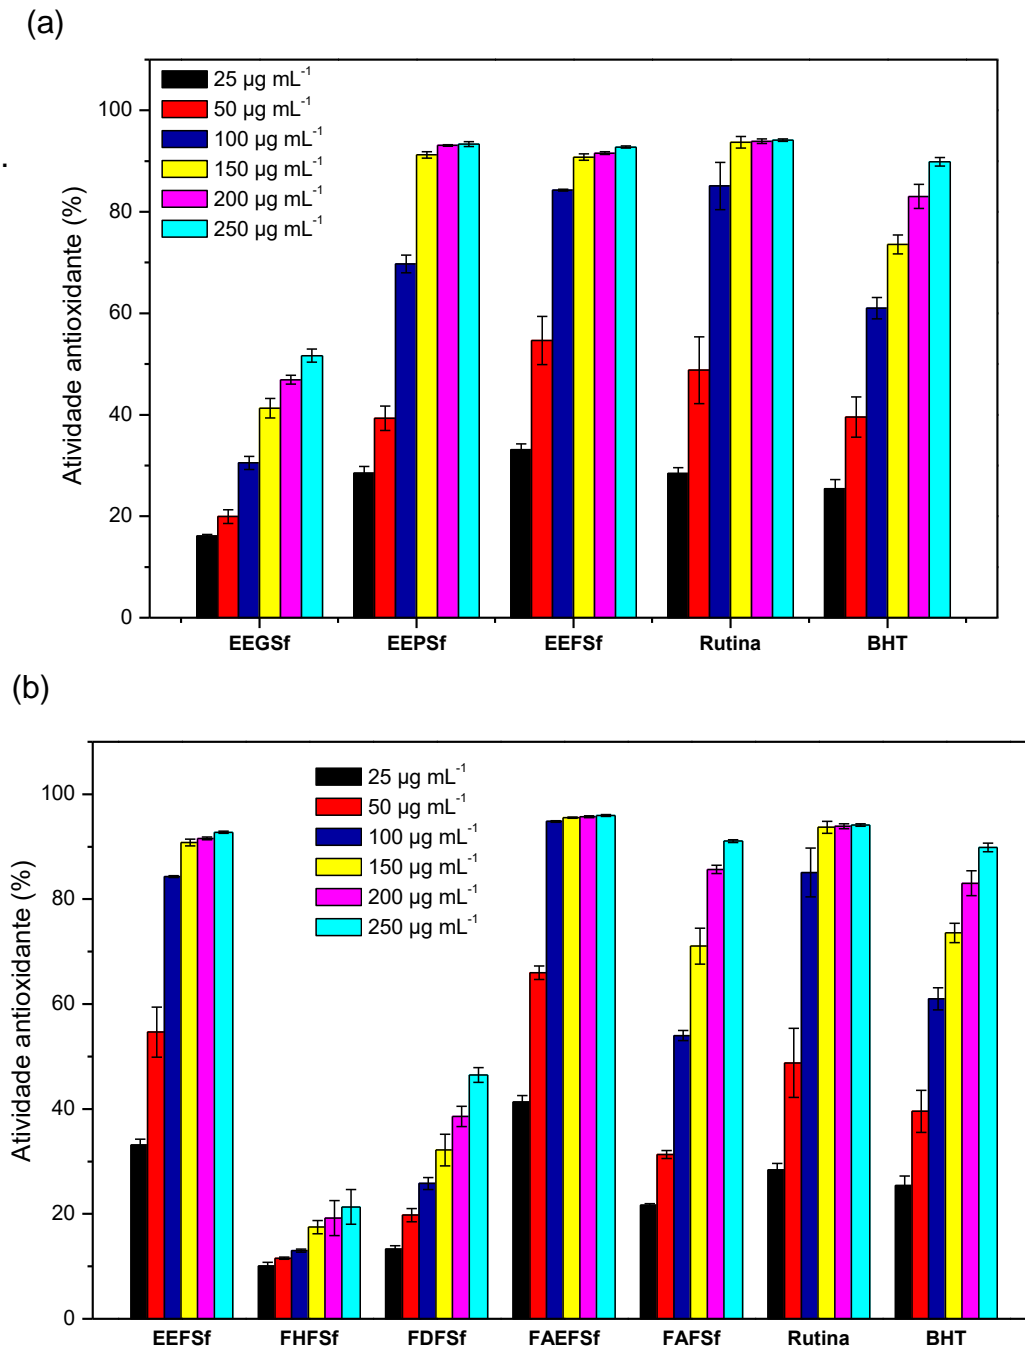 (a)
25 µg mL⁻¹
50 µg mL⁻¹
100 µg mL⁻¹
150 µg mL⁻¹
200 µg mL⁻¹
250 µg mL⁻¹
Atividade antioxidante (%)
100
80
60
40
20
0
EEGSf EEPSf EEFSf Rutina BHT
.
(b)
25 µg mL⁻¹
50 µg mL⁻¹
100 µg mL⁻¹
150 µg mL⁻¹
200 µg mL⁻¹
250 µg mL⁻¹
Atividade antioxidante (%)
100
80
60
40
20
0
EEFSf FHFSf FDFSf FAEFSf FAFSf Rutina BHT